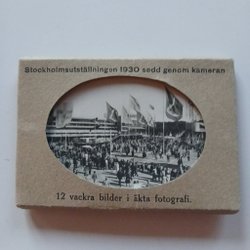 Stockholmsutställningen 1930 sedd genom kameran
12 vackra bilder i äkta fotografi.